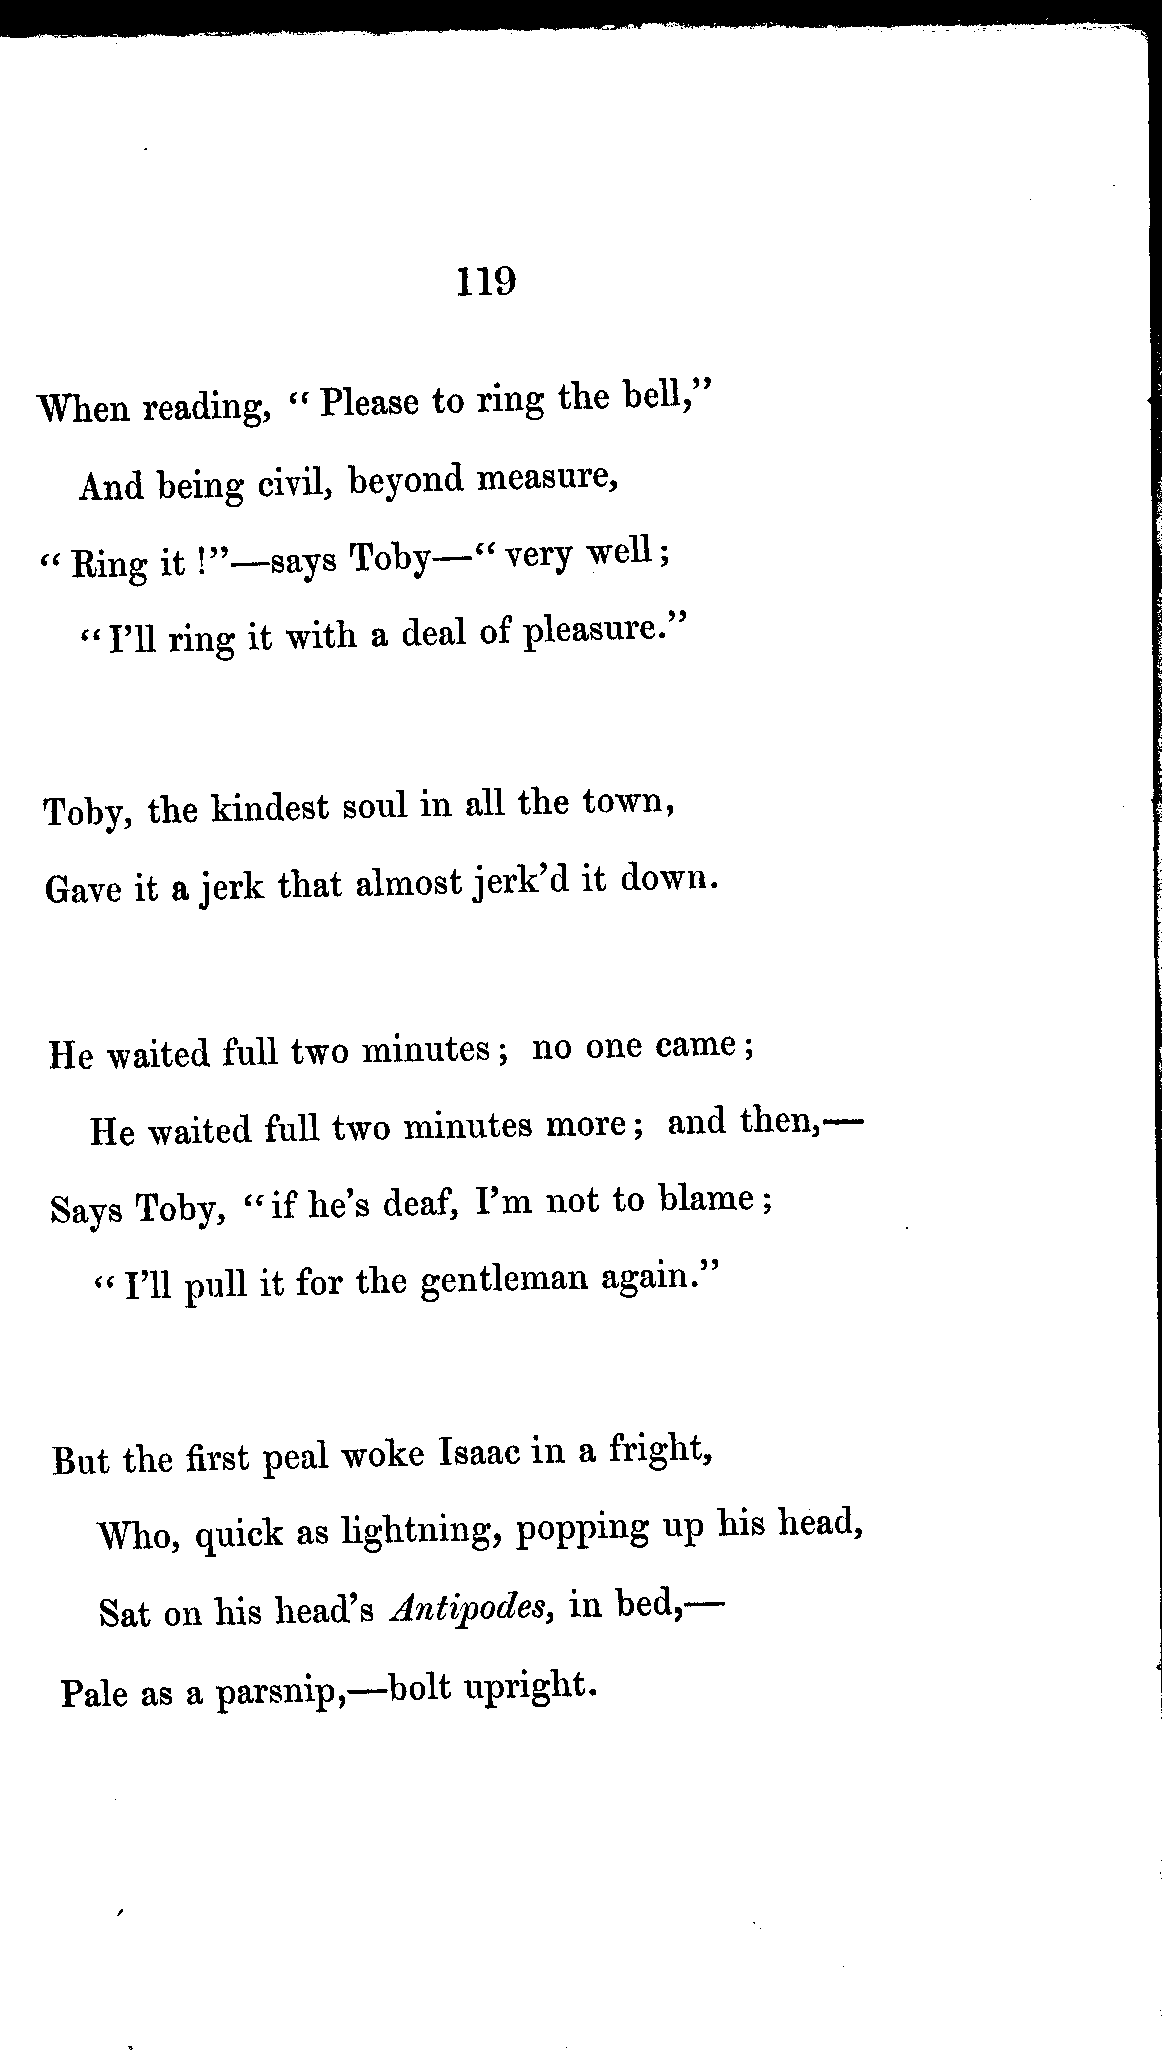 119
When reading, “ Please to ring the bell,”
And being civil, beyond measure,
“ Ring it !”—says Toby—“ very well ;
“ I’ll ring it with a deal of pleasure.”
Toby, the kindest soul in all the town,
Gave it a jerk that almost jerk’d it down.
He waited full two minutes ; no one came ;
He waited full two minutes more ; and then,—
Says Toby, “ if he’s deaf, I’m not to blame ;
“ I’ll pull it for the gentleman again.”
But the first peal woke Isaac in a fright,
Who, quick as lightning, popping up his head,
Sat on his head’s Antipodes, in bed,—
Pale as a parsnip,—bolt upright.